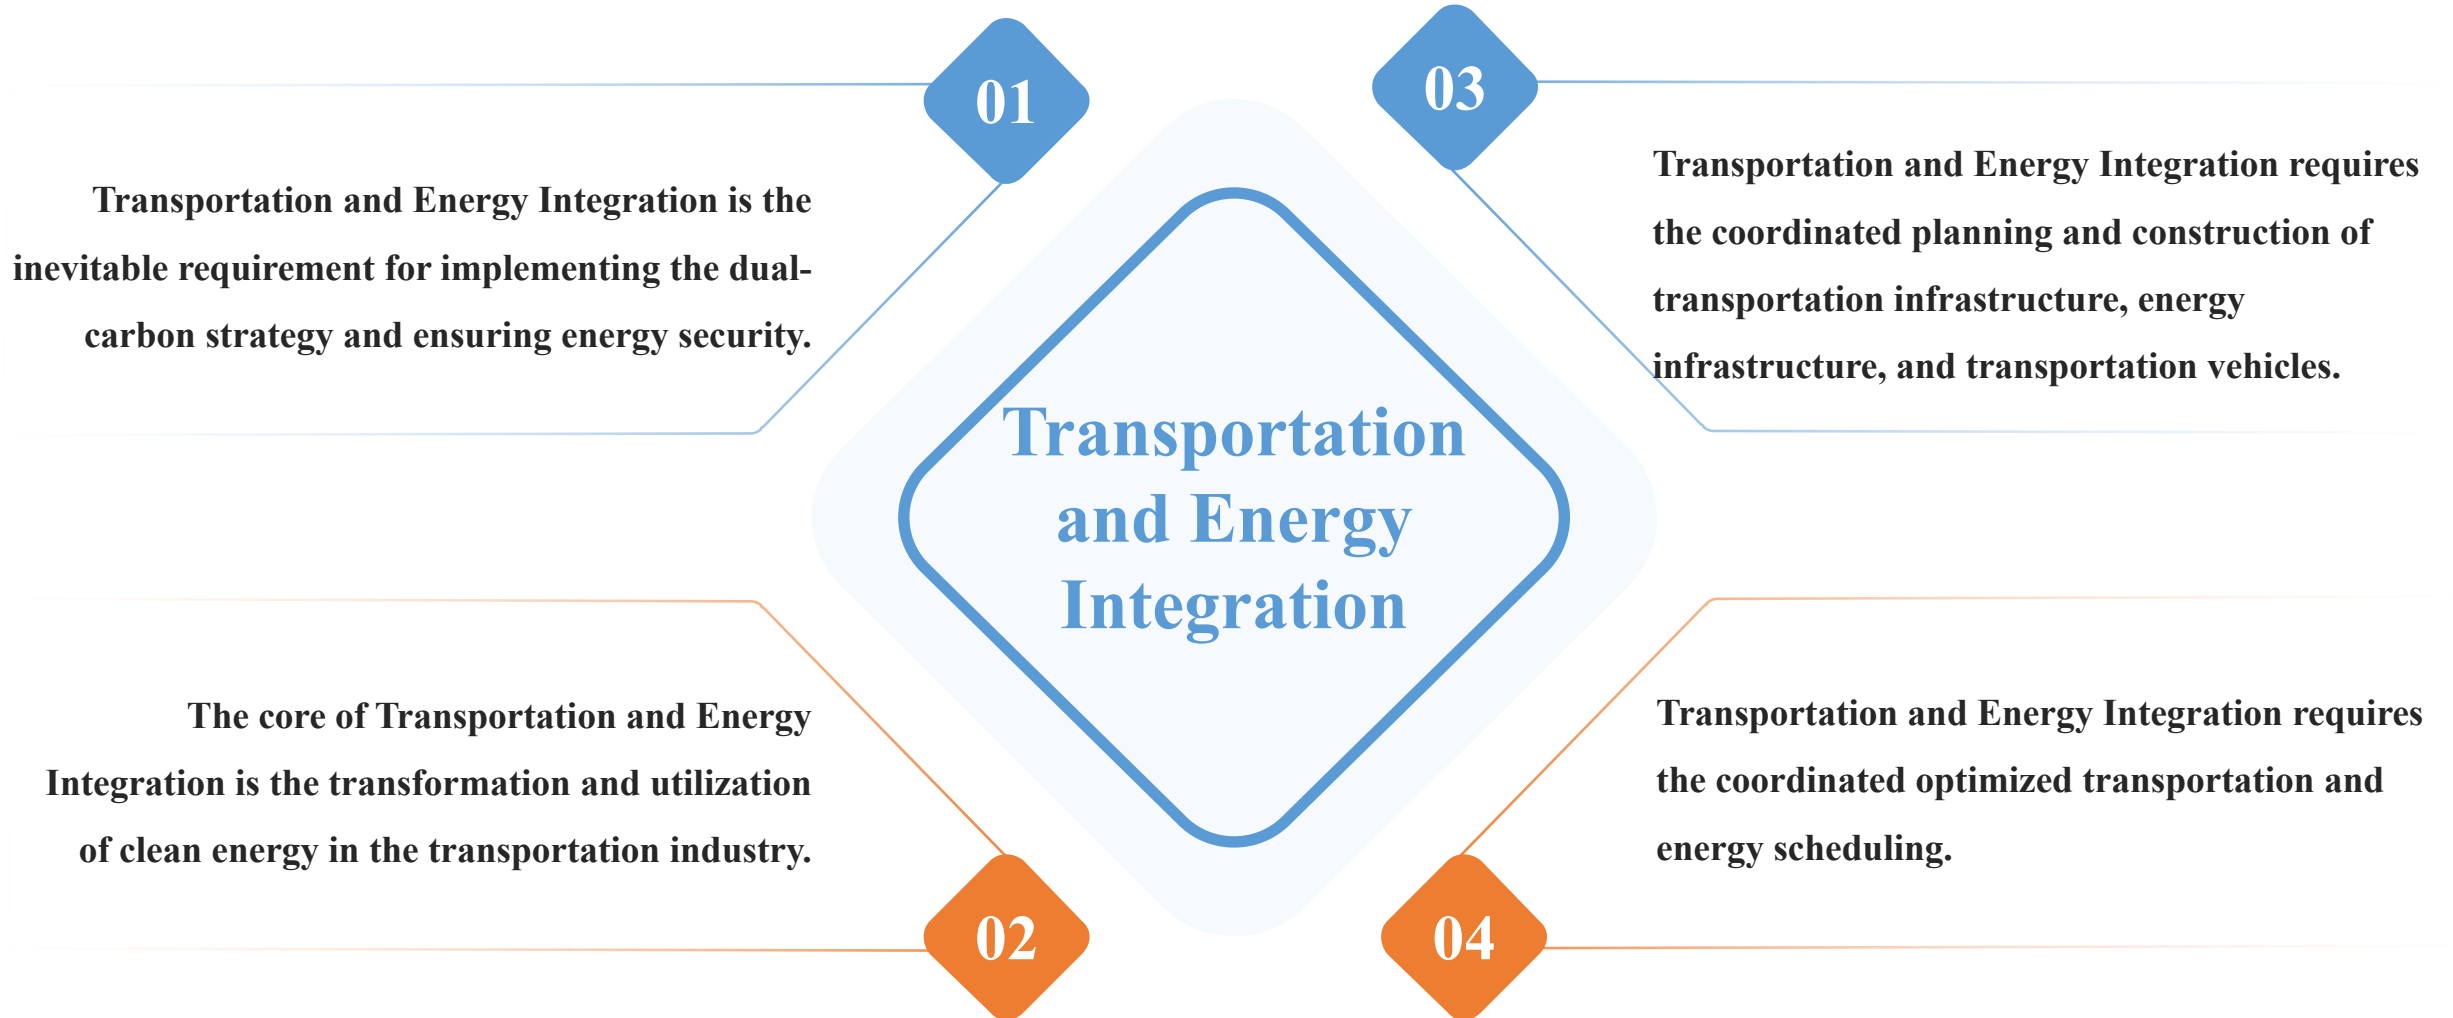 01
Transportation and Energy Integration is the
inevitable requirement for implementing the dual-
carbon strategy and ensuring energy security.
02
The core of Transportation and Energy
Integration is the transformation and utilization
of clean energy in the transportation industry.
Transportation
and Energy
Integration
03
Transportation and Energy Integration requires
the coordinated planning and construction of
transportation infrastructure, energy
infrastructure, and transportation vehicles.
04
Transportation and Energy Integration requires
the coordinated optimized transportation and
energy scheduling.